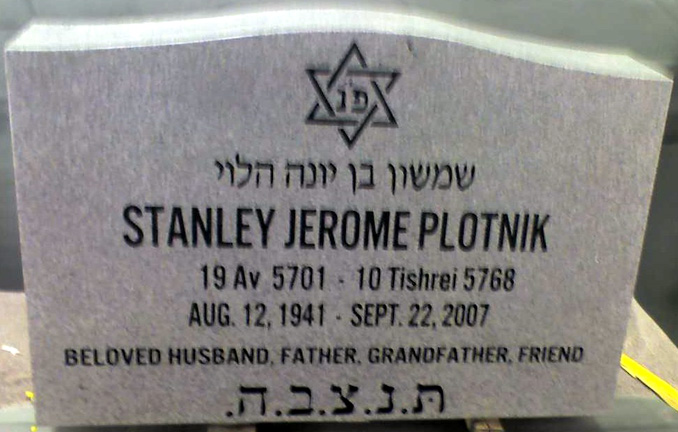 פ״נ
שמשון בן יונה הלוי
STANLEY JEROME PLOTNIK
19 Av 5701 - 10 Tishrei 5768
AUG. 12, 1941 - SEPT. 22, 2007
BELOVED HUSBAND, FATHER, GRANDFATHER, FRIEND
ת.נ.צ.ב.ה.